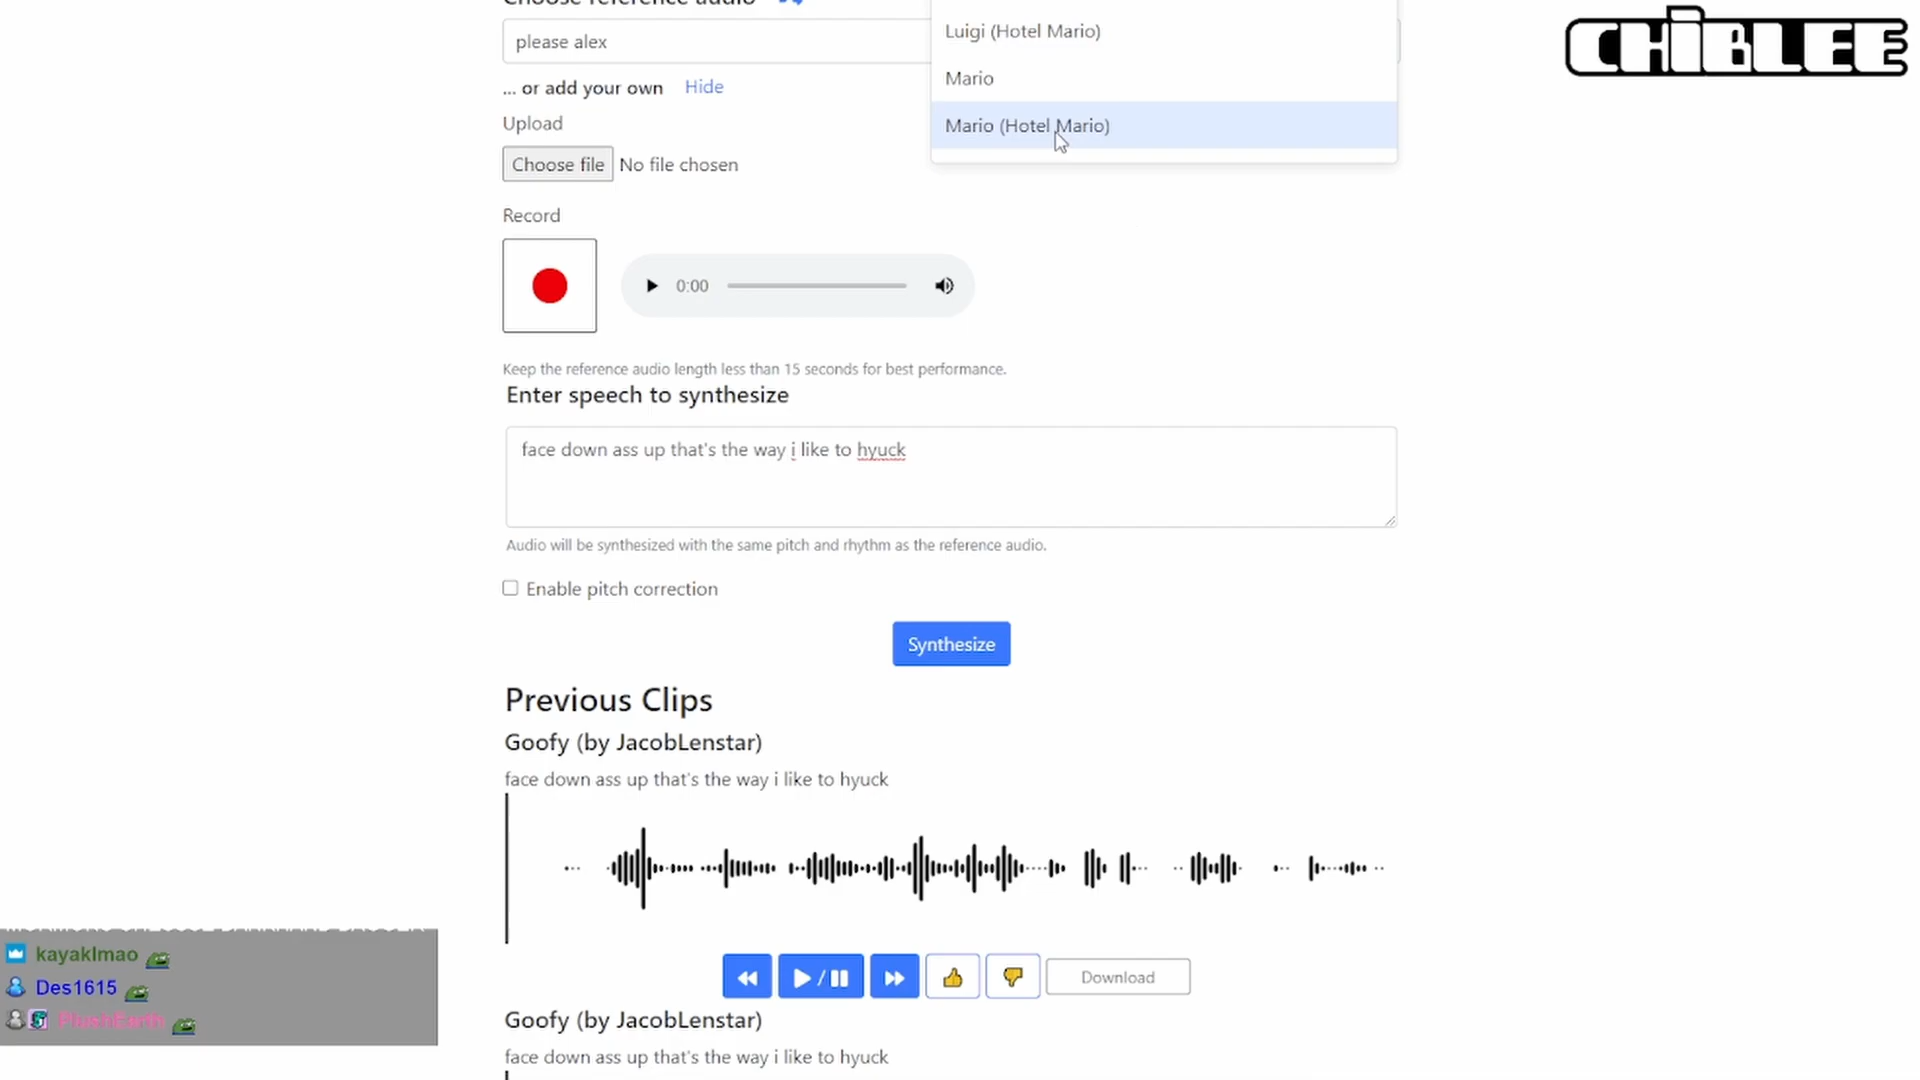 Choose reference audio
please alex
... or add your own Hide
Upload
Choose file No file chosen
Record
0:00
Keep the reference audio length less than 15 seconds for best performance.
Enter speech to synthesize
face down ass up that's the way i like to hyuck
Audio will be synthesized with the same pitch and rhythm as the reference audio.
Enable pitch correction
Synthesize
Previous Clips
Goofy (by JacobLenstar)
face down ass up that's the way i like to hyuck
/
Download
Goofy (by JacobLenstar)
face down ass up that's the way i like to hyuck
Luigi (Hotel Mario)
Mario
Mario (Hotel Mario)
CHiBLEE
kayaklmao
Des1615
PlushEarth